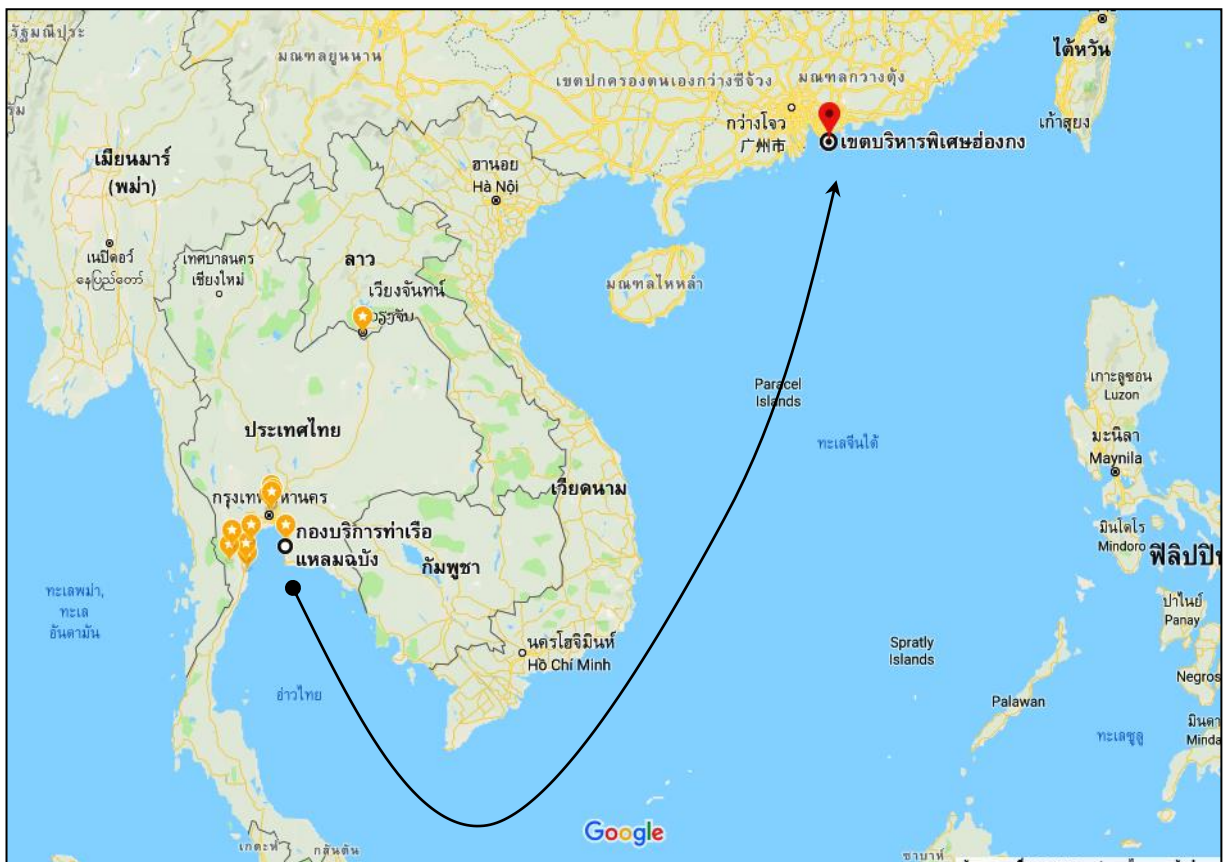 รัฐมณีปุระ
มณฑลยูนนาน
เขตปกครองตนเองกว่างซีจ้วง
มณฑลกวางตุ้ง
ไต้หวัน
กว่างโจว
广州市
เขตบริหารพิเศษฮ่องกง
เก้าสุยง
เมียนมาร์
(พม่า)
ฮานอย
Hà Nội
เนปิดอว์
နေပြည်တော်
เทศบาลนคร
เชียงใหม่
ลาว
เวียงจันทน์
มณฑลไหหลำ
Paracel
Islands
ทะเลจีนใต้
เกาะลูซอน
Luzon
มะนิลา
Maynila
ประเทศไทย
เวียดนาม
กองบริการท่าเรือ
แหลมฉบัง
กัมพูชา
มินโดโร
Mindoro
ฟิลิปปิ
ทะเลพม่า,
ทะเล
อันดามัน
ปาไนย์
Panay
นครโฮจิมินห์
Hồ Chí Minh
Spratly
Islands
Negros
อ่าวไทย
Palawan
มินดา
Minda
ทะเลซูลู
Google
เกดะห์
กลันตัน
ซาบาห์